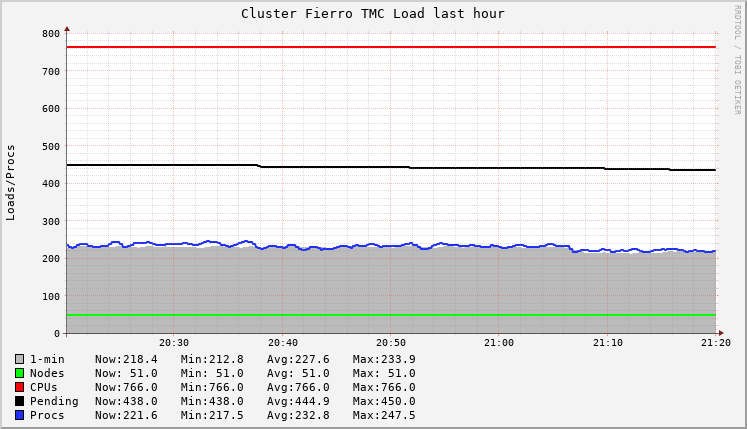 Cluster Fierro TMC Load last hour
RRDTOOL / TOBI OETIKER
Loads/Procs
800
700
600
500
400
300
200
100
0
20:30 20:40 20:50 21:00 21:10 21:20
1-min Now:218.4 Min:212.8 Avg:227.6 Max:233.9
Nodes Now: 51.0 Min: 51.0 Avg: 51.0 Max: 51.0
CPUs Now:766.0 Min:766.0 Avg:766.0 Max:766.0
Pending Now:438.0 Min:438.0 Avg:444.9 Max:450.0
Procs Now:221.6 Min:217.5 Avg:232.8 Max:247.5